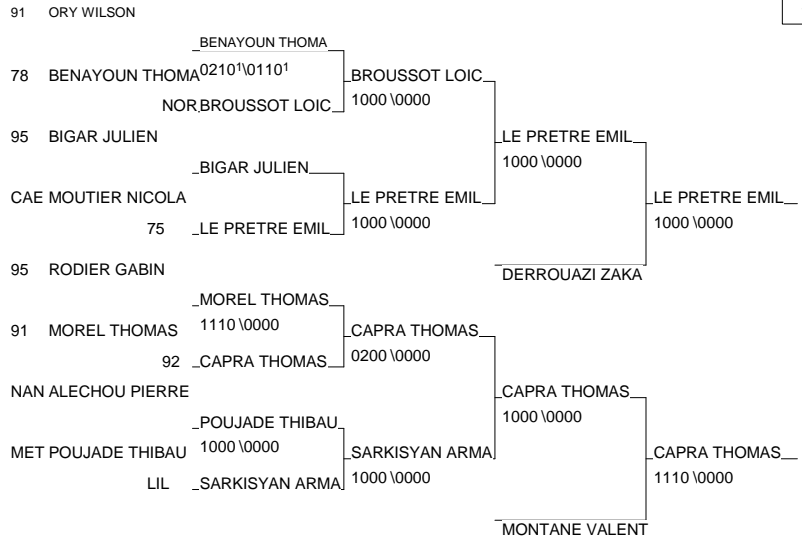 91 ORY WILSON
BENAYOUN THOMA
78 BENAYOUN THOMA 0210¹\0110¹ BROUSSOT LOIC
NOR BROUSSOT LOIC 1000 \0000
95 BIGAR JULIEN LE PRETRE EMIL
BIGAR JULIEN 1000 \0000
CAE MOUTIER NICOLA LE PRETRE EMIL LE PRETRE EMIL
75 LE PRETRE EMIL 1000 \0000 1000 \0000
95 RODIER GABIN DERROUAZI ZAKA
MOREL THOMAS
91 MOREL THOMAS 1110 \0000 CAPRA THOMAS
92 CAPRA THOMAS 0200 \0000
NAN ALECHOU PIERRE CAPRA THOMAS
POUJADE THIBAU 1000 \0000
MET POUJADE THIBAU 1000 \0000 SARKISYAN ARMA CAPRA THOMAS
LIL SARKISYAN ARMA 1000 \0000 1110 \0000
MONTANE VALENT